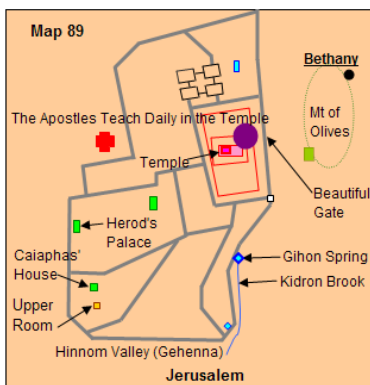 Map 89
Bethany
The Apostles Teach Daily in the Temple
Mt of
Olives
Temple
Beautiful
Gate
Herod's
Palace
Caiaphas'
House
Gihon Spring
Kidron Brook
Upper
Room
Hinnom Valley (Gehenna)
Jerusalem